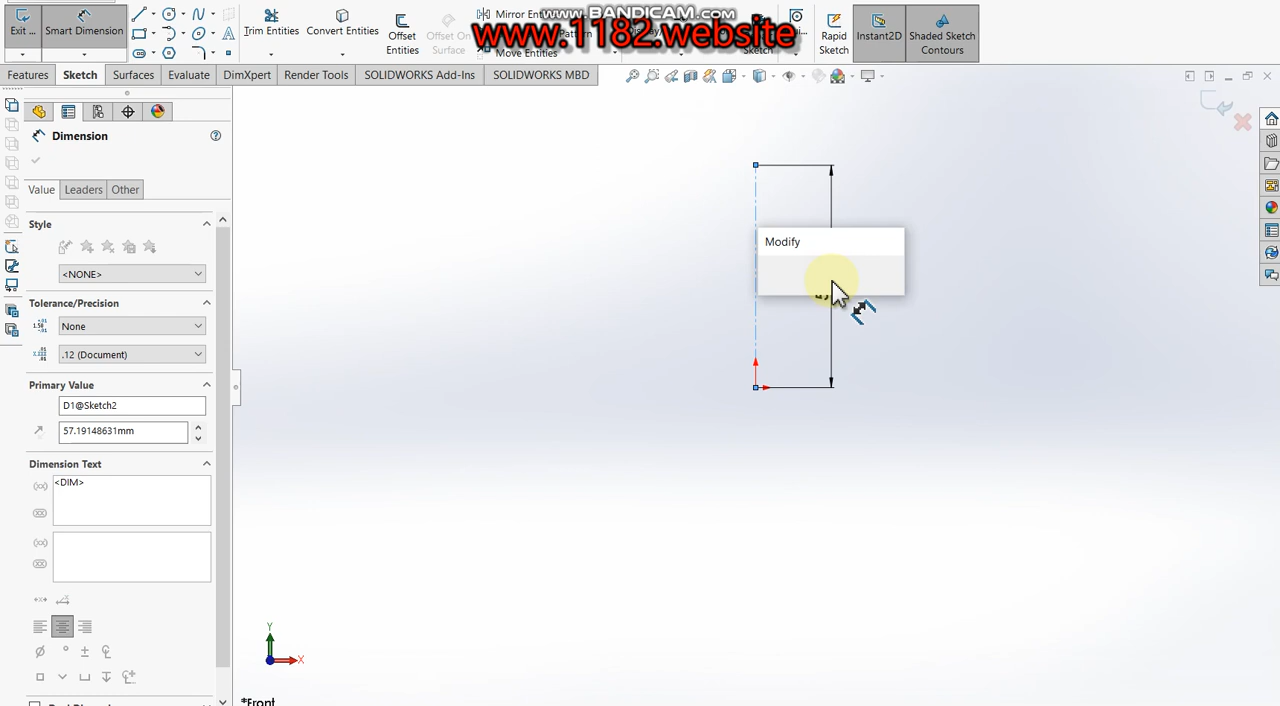 www.BANDICAM.com
www.1182.website
Exit ...
Smart Dimension
Trim Entities
Convert Entities
Offset Entities
Offset On Surface
Mirror Entities
Pattern
Move Entities
Sketch
Rapid Sketch
Instant2D
Shaded Sketch Contours
Features
Sketch
Surfaces
Evaluate
DimXpert
Render Tools
SOLIDWORKS Add-Ins
SOLIDWORKS MBD
Dimension
Value
Leaders
Other
Style
<NONE>
Tolerance/Precision
None
.12 (Document)
Primary Value
D1@Sketch2
57.19148631mm
Dimension Text
<DIM>
Modify
Y
X
*Front